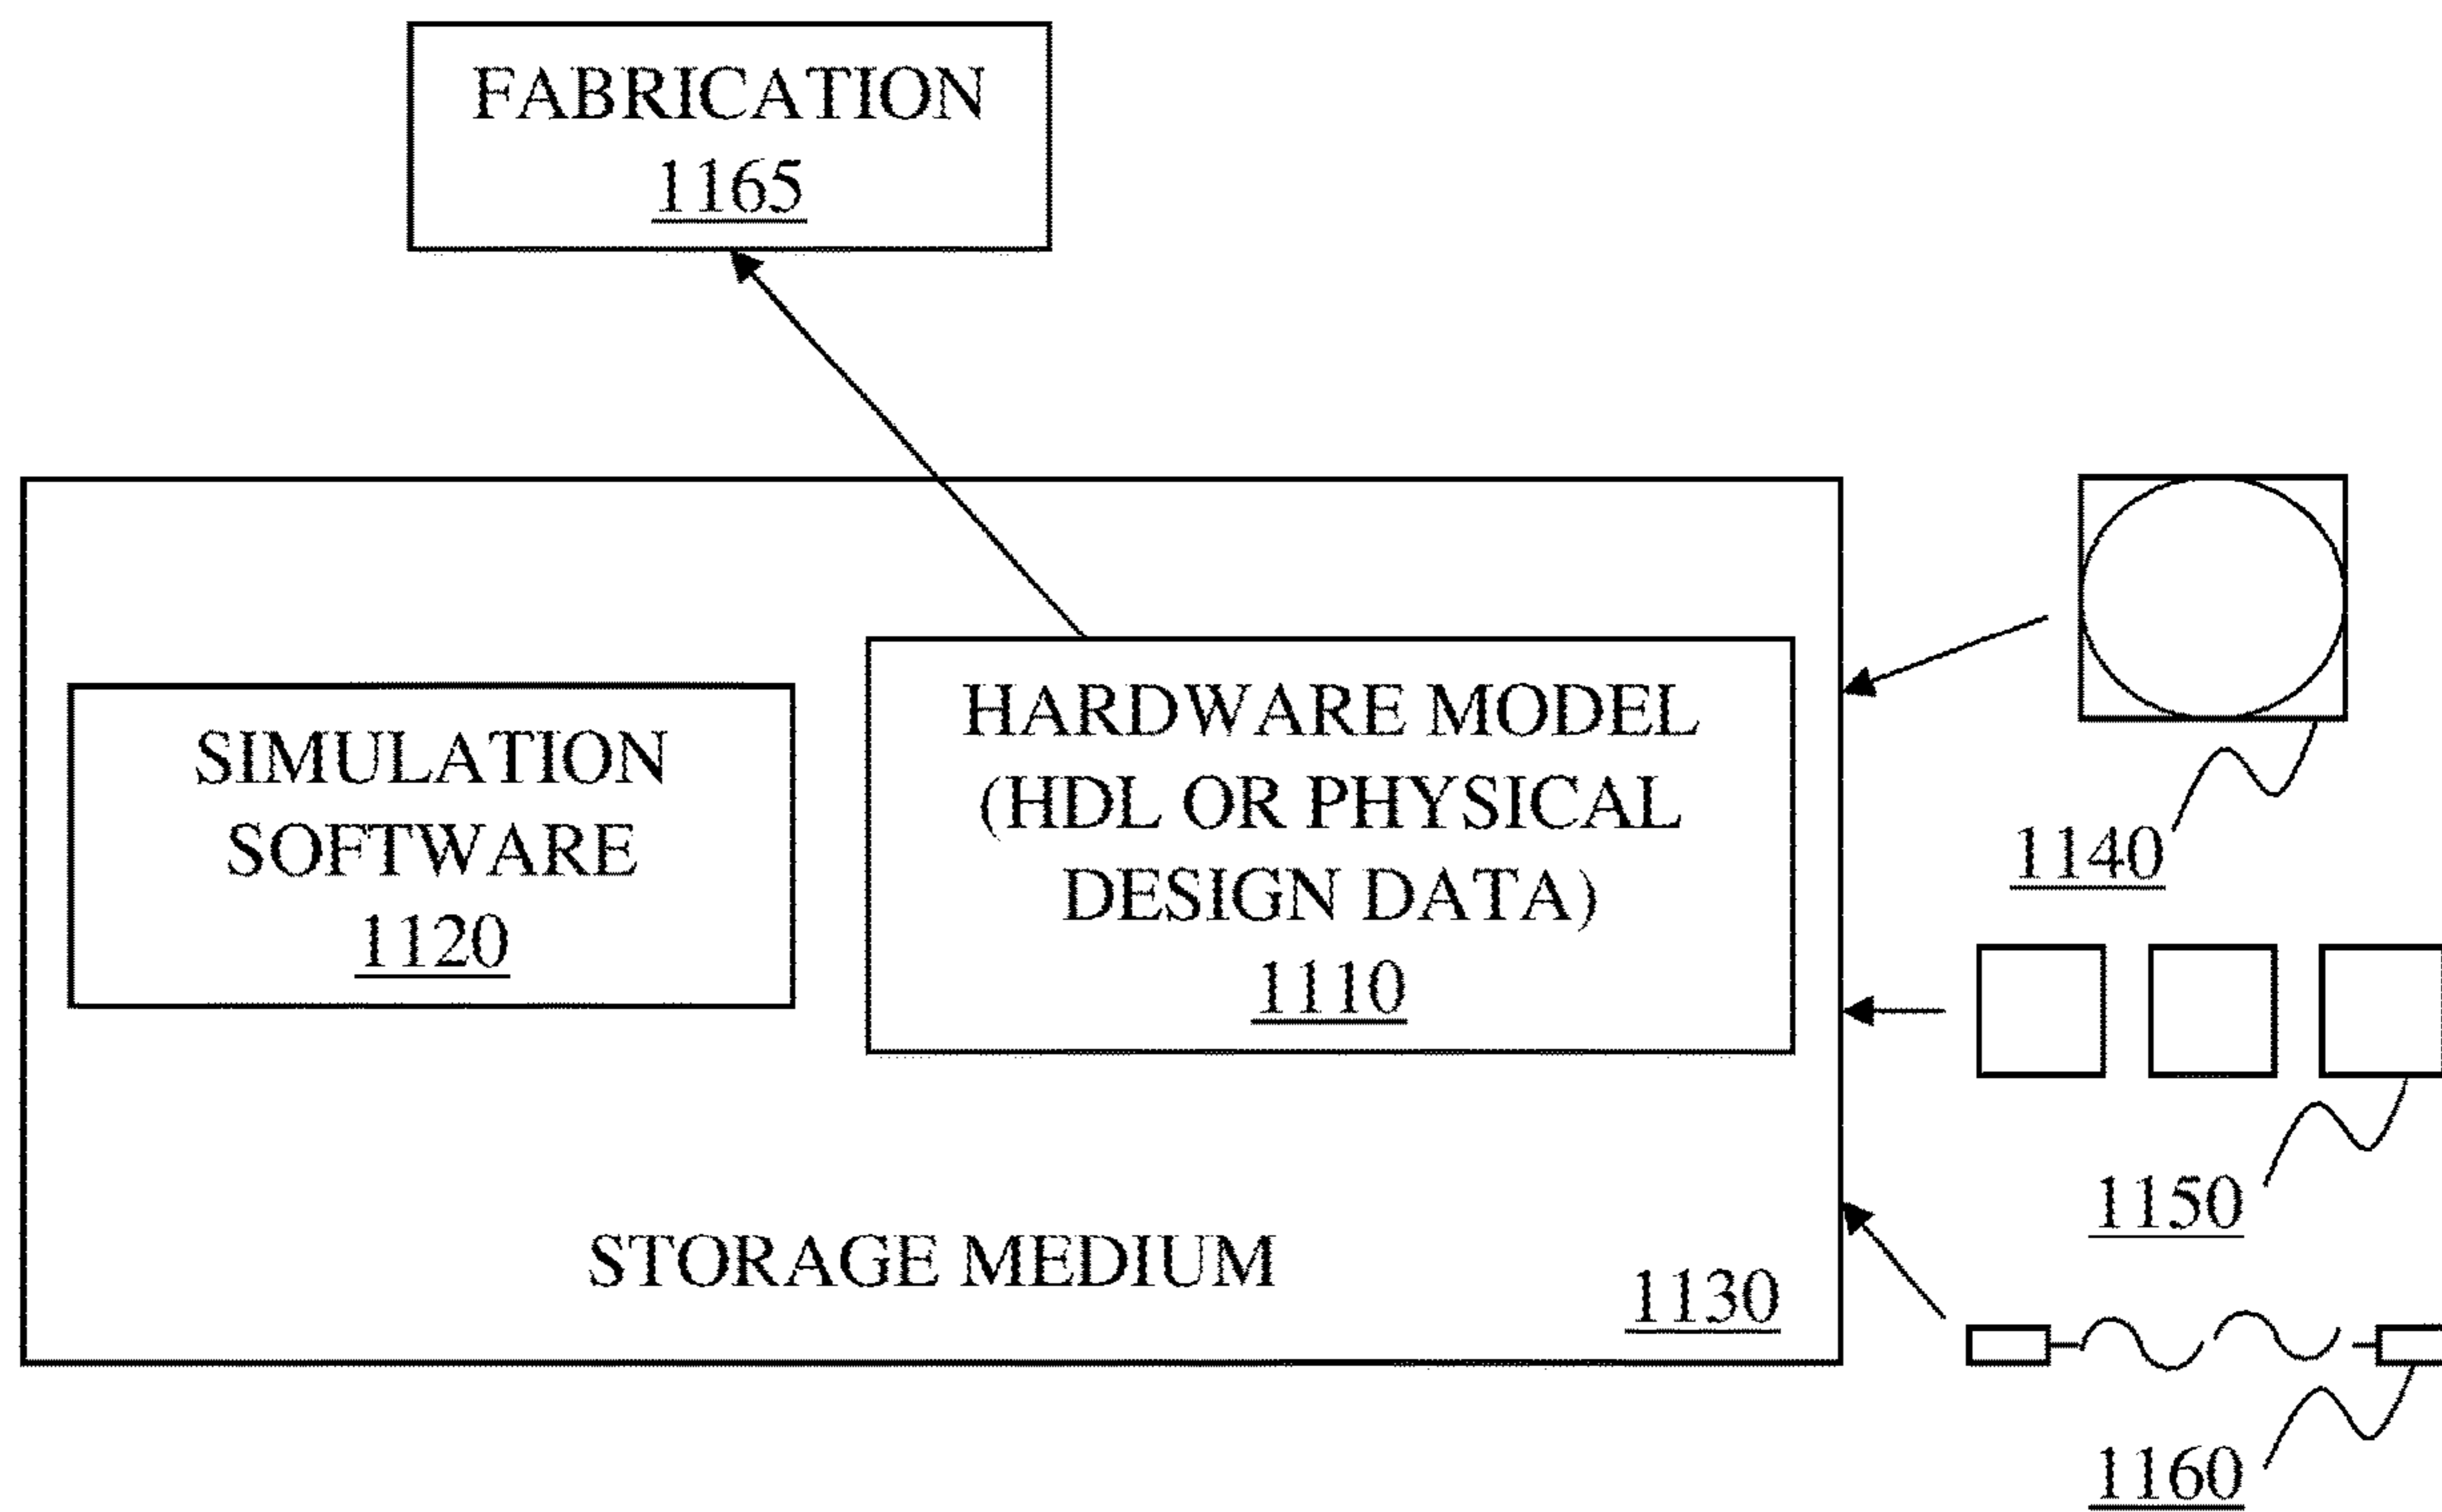 FABRICATION
1165
SIMULATION
SOFTWARE
1120
HARDWARE MODEL
(HDL OR PHYSICAL
DESIGN DATA)
1110
STORAGE MEDIUM
1130
1140
1150
1160